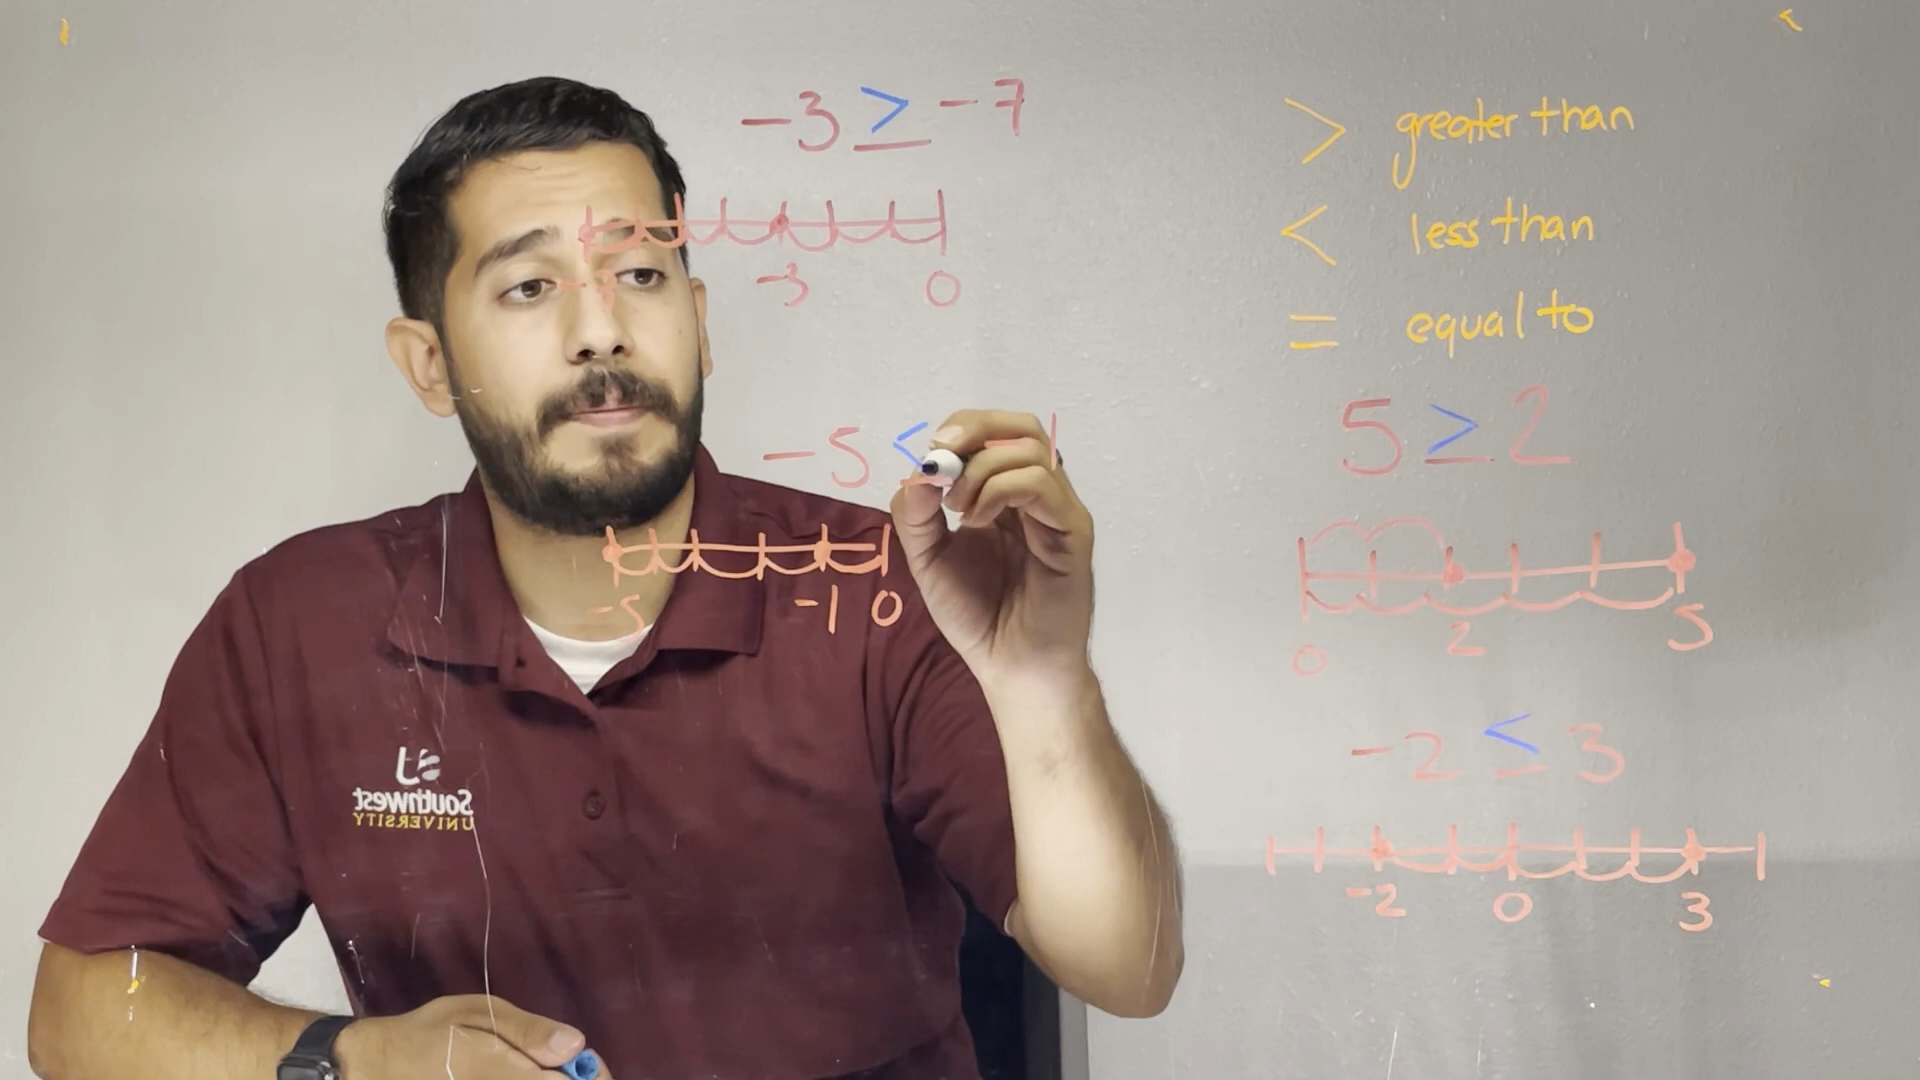 -3 > -7
-7 -3 0
-5 < -1
-5 -1 0
> greater than
< less than
= equal to
5 > 2
0 2 5
-2 < 3
-2 0 3
Southwest
UNIVERSITY